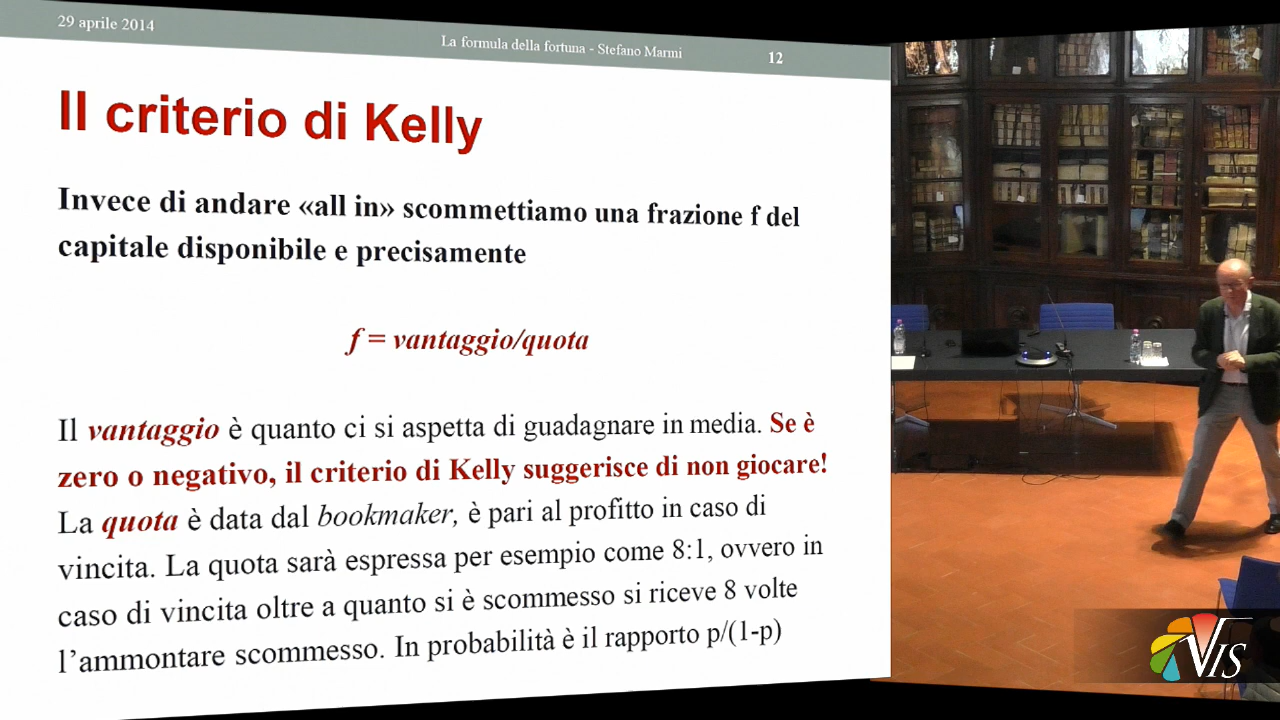 29 aprile 2014
La formula della fortuna - Stefano Marmi
12
Il criterio di Kelly
Invece di andare «all in» scommettiamo una frazione f del
capitale disponibile e precisamente
f = vantaggio/quota
Il vantaggio è quanto ci si aspetta di guadagnare in media. Se è
zero o negativo, il criterio di Kelly suggerisce di non giocare!
La quota è data dal bookmaker, è pari al profitto in caso di
vincita. La quota sarà espressa per esempio come 8:1, ovvero in
caso di vincita oltre a quanto si è scommesso si riceve 8 volte
l’ammontare scommesso. In probabilità è il rapporto p/(1-p)
VIS